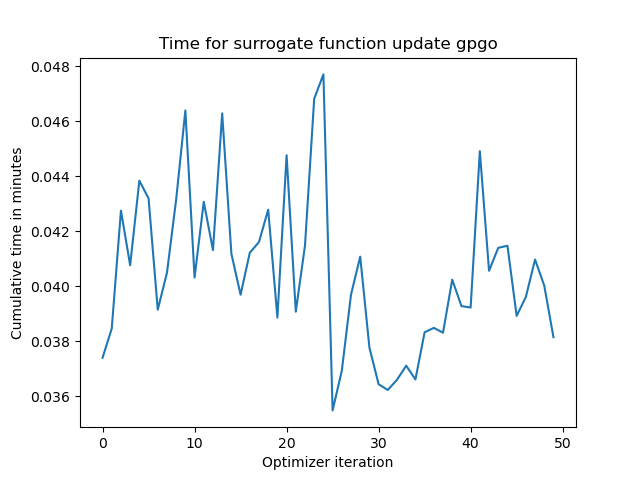 Time for surrogate function update gpgo
Cumulative time in minutes
0.048
0.046
0.044
0.042
0.040
0.038
0.036
0 10 20 30 40 50
Optimizer iteration